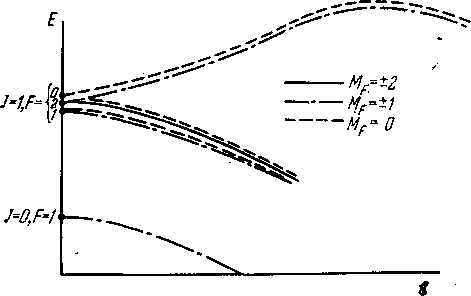 E
J=1,F= { 0
2
1
M_F=±2
M_F=±1
M_F= 0
J=0,F=1
ℰ